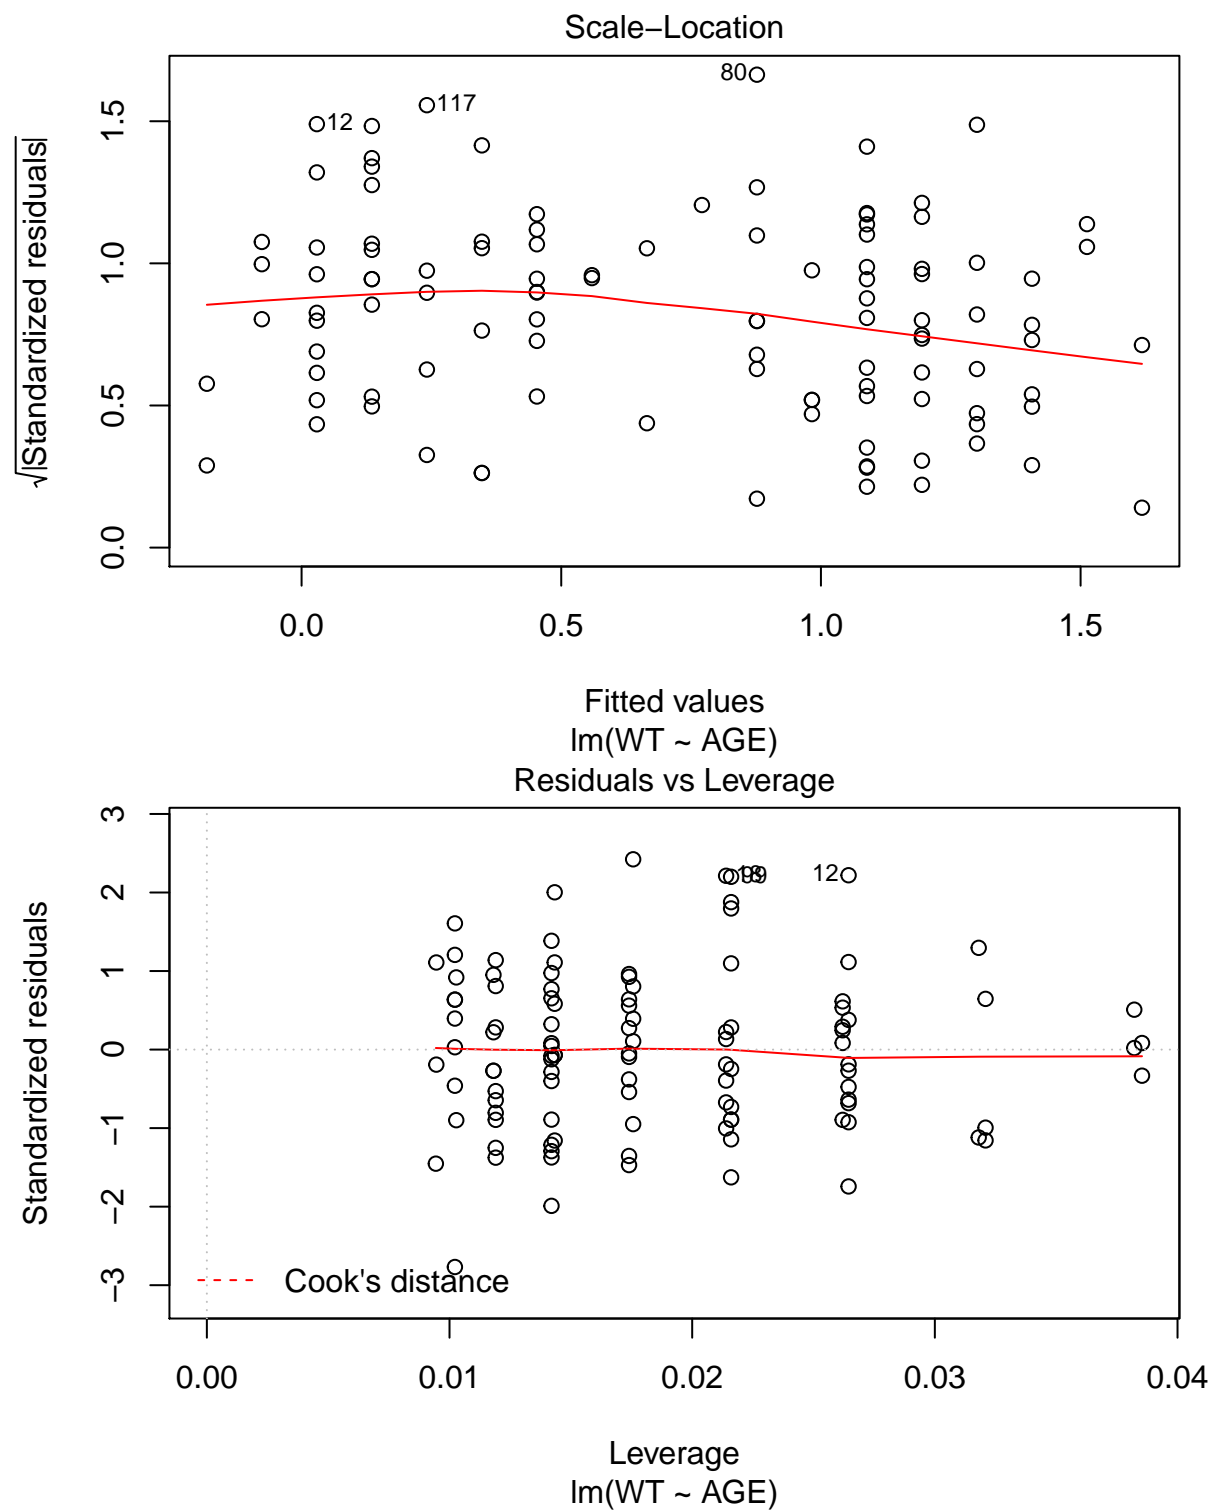 Scale−Location
√|Standardized residuals|
1.5
1.0
0.5
0.0
80
117
12
0.0 0.5 1.0 1.5
Fitted values
lm(WT ~ AGE)
Residuals vs Leverage
Standardized residuals
3
2
1
0
−1
−2
−3
12
Cook's distance
0.00 0.01 0.02 0.03 0.04
Leverage
lm(WT ~ AGE)